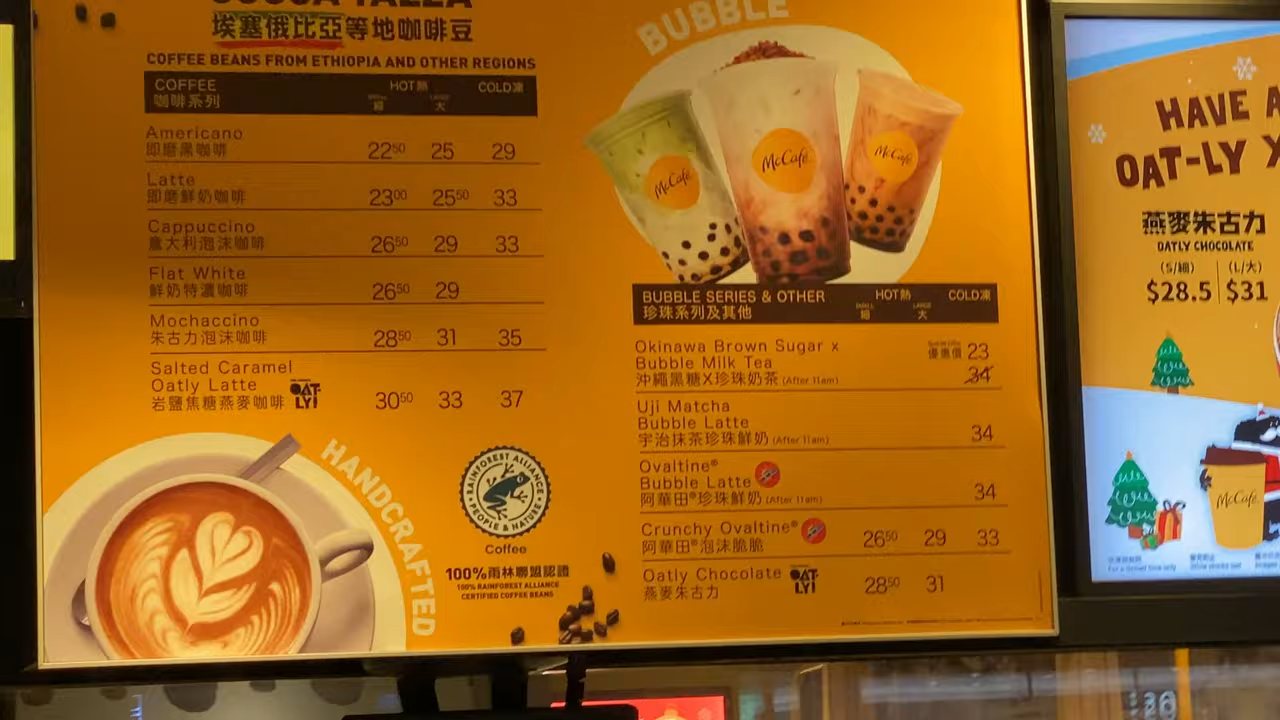 埃塞俄比亞等地咖啡豆
COFFEE BEANS FROM ETHIOPIA AND OTHER REGIONS
COFFEE HOT熱 COLD凍
咖啡系列 細 大
Americano
即磨黑咖啡 22⁵⁰ 25 29
Latte
即磨鮮奶咖啡 23⁰⁰ 25⁵⁰ 33
Cappuccino
意大利泡沫咖啡 26⁵⁰ 29 33
Flat White
鮮奶特濃咖啡 26⁵⁰ 29
Mochaccino
朱古力泡沫咖啡 28⁵⁰ 31 35
Salted Caramel
Oatly Latte
岩鹽焦糖燕麥咖啡 OAT-LY! 30⁵⁰ 33 37
HANDCRAFTED
RAINFOREST ALLIANCE
PEOPLE & NATURE
Coffee
100%雨林聯盟認證
100% RAINFOREST ALLIANCE
CERTIFIED COFFEE BEANS
BUBBLE
McCafé
McCafé
McCafé
BUBBLE SERIES & OTHER HOT熱 COLD凍
珍珠系列及其他 SMALL 細 LARGE 大
Okinawa Brown Sugar x
Bubble Milk Tea 優惠價 23
沖繩黑糖X珍珠奶茶 (After 11am) 34
Uji Matcha
Bubble Latte
宇治抹茶珍珠鮮奶 (After 11am) 34
Ovaltine®
Bubble Latte
阿華田®珍珠鮮奶 (After 11am) 34
Crunchy Ovaltine®
阿華田®泡沫脆脆 26⁵⁰ 29 33
Oatly Chocolate OAT-LY!
燕麥朱古力 28⁵⁰ 31
HAVE A
OAT-LY X
燕麥朱古力
OATLY CHOCOLATE
(S/細) (L/大)
$28.5 $31
McCafé